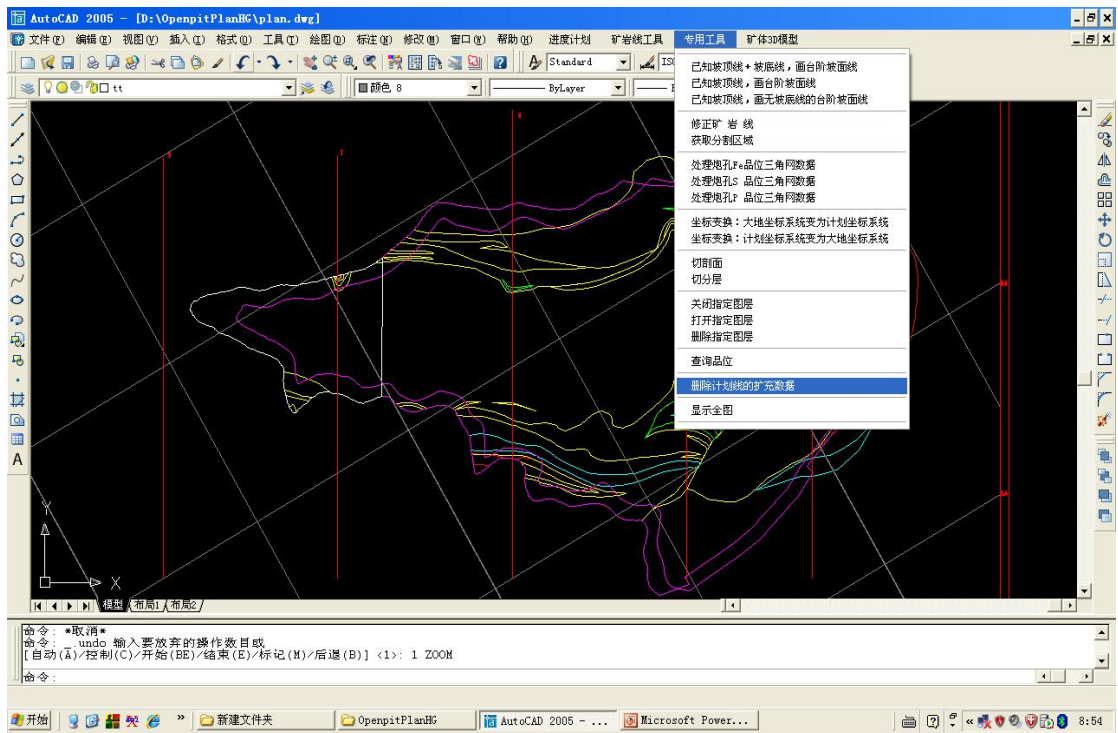 AutoCAD 2005 - [D:\OpenpitPlanHG\plan.dwg]
文件(F) 编辑(E) 视图(V) 插入(I) 格式(O) 工具(T) 绘图(D) 标注(N) 修改(M) 窗口(W) 帮助(H) 进度计划 矿岩线工具 专用工具 矿体3D模型
Standard
tt 颜色 8 ByLayer
已知坡顶线+坡底线，画台阶坡面线
已知坡顶线，画台阶坡面线
已知坡顶线，画无坡底线的台阶坡面线
修正矿 岩 线
获取分割区域
处理炮孔Fe品位三角网数据
处理炮孔S 品位三角网数据
处理炮孔P 品位三角网数据
坐标变换：大地坐标系统变为计划坐标系统
坐标变换：计划坐标系统变为大地坐标系统
切剖面
切分层
关闭指定图层
打开指定图层
删除指定图层
查询品位
删除计划线的扩充数据
显示全图
A
Y
X
模型 布局1 布局2
命令: *取消*
命令: _.undo 输入要放弃的操作数目或
[自动(A)/控制(C)/开始(BE)/结束(E)/标记(M)/后退(B)] <1>: 1 ZOOM
命令:
开始 » 新建文件夹 OpenpitPlanHG AutoCAD 2005 - ... Microsoft Power... « 8:54